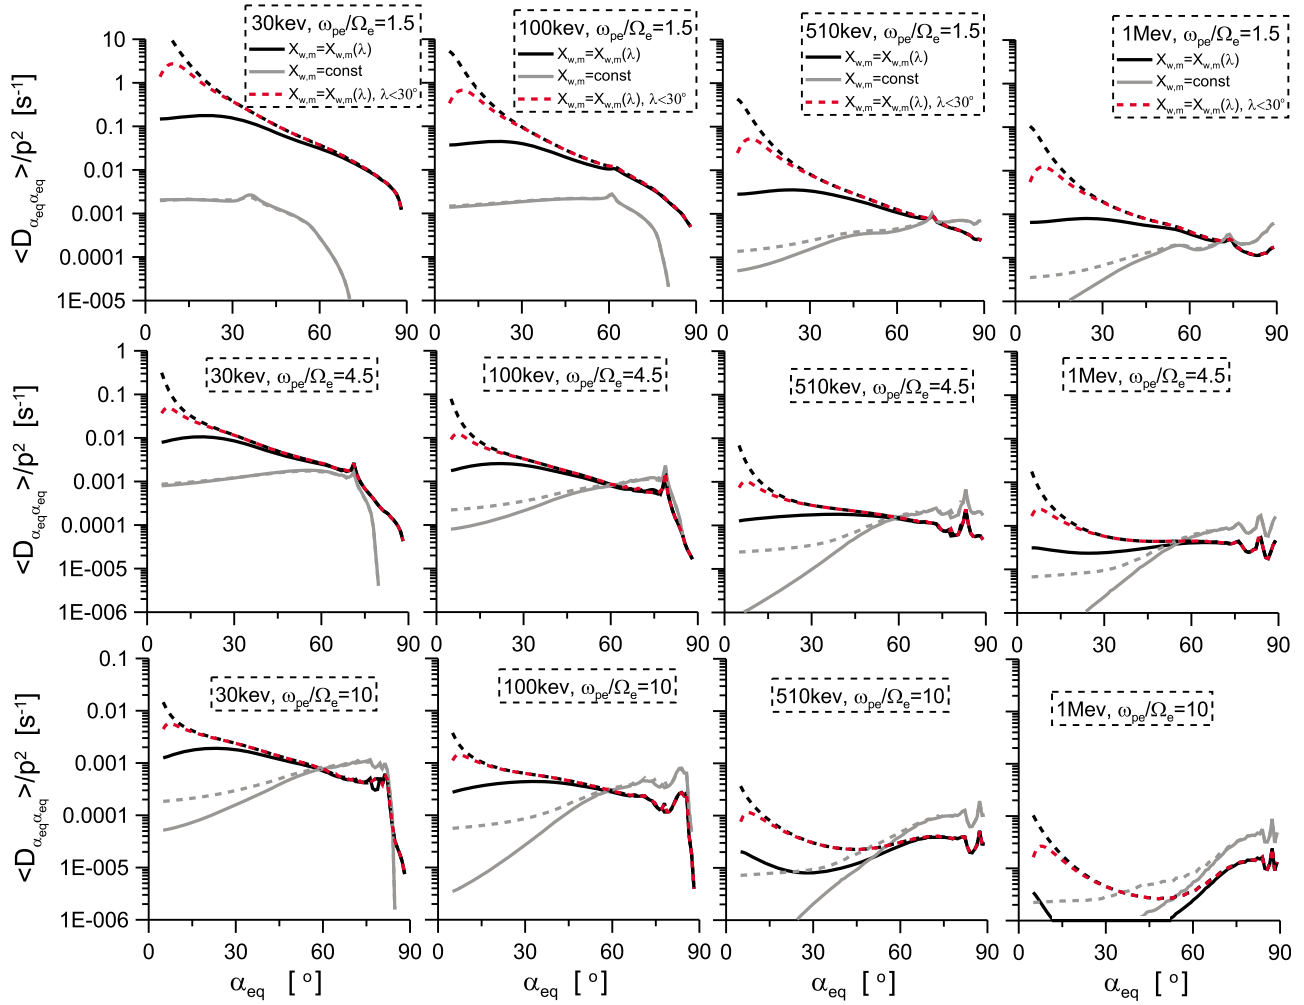 30kev, ωpe/Ωe=1.5
Xw,m=Xw,m(λ)
Xw,m=const
Xw,m=Xw,m(λ), λ<30°
100kev, ωpe/Ωe=1.5
Xw,m=Xw,m(λ)
Xw,m=const
Xw,m=Xw,m(λ), λ<30°
510kev, ωpe/Ωe=1.5
Xw,m=Xw,m(λ)
Xw,m=const
Xw,m=Xw,m(λ), λ<30°
1Mev, ωpe/Ωe=1.5
Xw,m=Xw,m(λ)
Xw,m=const
Xw,m=Xw,m(λ), λ<30°
<Dαeqαeq>/p² [s⁻¹]
10
1
0.1
0.01
0.001
0.0001
1E-005
0 30 60 90
0 30 60 90
0 30 60 90
0 30 60 90
30kev, ωpe/Ωe=4.5
100kev, ωpe/Ωe=4.5
510kev, ωpe/Ωe=4.5
1Mev, ωpe/Ωe=4.5
<Dαeqαeq>/p² [s⁻¹]
1
0.1
0.01
0.001
0.0001
1E-005
1E-006
0 30 60 90
0 30 60 90
0 30 60 90
0 30 60 90
30kev, ωpe/Ωe=10
100kev, ωpe/Ωe=10
510kev, ωpe/Ωe=10
1Mev, ωpe/Ωe=10
<Dαeqαeq>/p² [s⁻¹]
0.1
0.01
0.001
0.0001
1E-005
1E-006
0 30 60 90
0 30 60 90
0 30 60 90
0 30 60 90
αeq [°]
αeq [°]
αeq [°]
αeq [°]